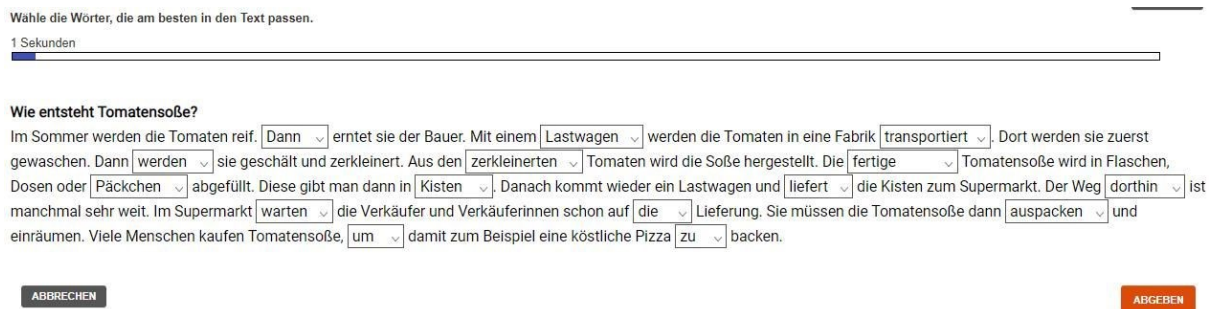 Wähle die Wörter, die am besten in den Text passen.
1 Sekunden
Wie entsteht Tomatensoße?
Im Sommer werden die Tomaten reif. Dann erntet sie der Bauer. Mit einem Lastwagen werden die Tomaten in eine Fabrik transportiert. Dort werden sie zuerst
gewaschen. Dann werden sie geschält und zerkleinert. Aus den zerkleinerten Tomaten wird die Soße hergestellt. Die fertige Tomatensoße wird in Flaschen,
Dosen oder Päckchen abgefüllt. Diese gibt man dann in Kisten. Danach kommt wieder ein Lastwagen und liefert die Kisten zum Supermarkt. Der Weg dorthin ist
manchmal sehr weit. Im Supermarkt warten die Verkäufer und Verkäuferinnen schon auf die Lieferung. Sie müssen die Tomatensoße dann auspacken und
einräumen. Viele Menschen kaufen Tomatensoße, um damit zum Beispiel eine köstliche Pizza zu backen.
ABBRECHEN
ABGEBEN